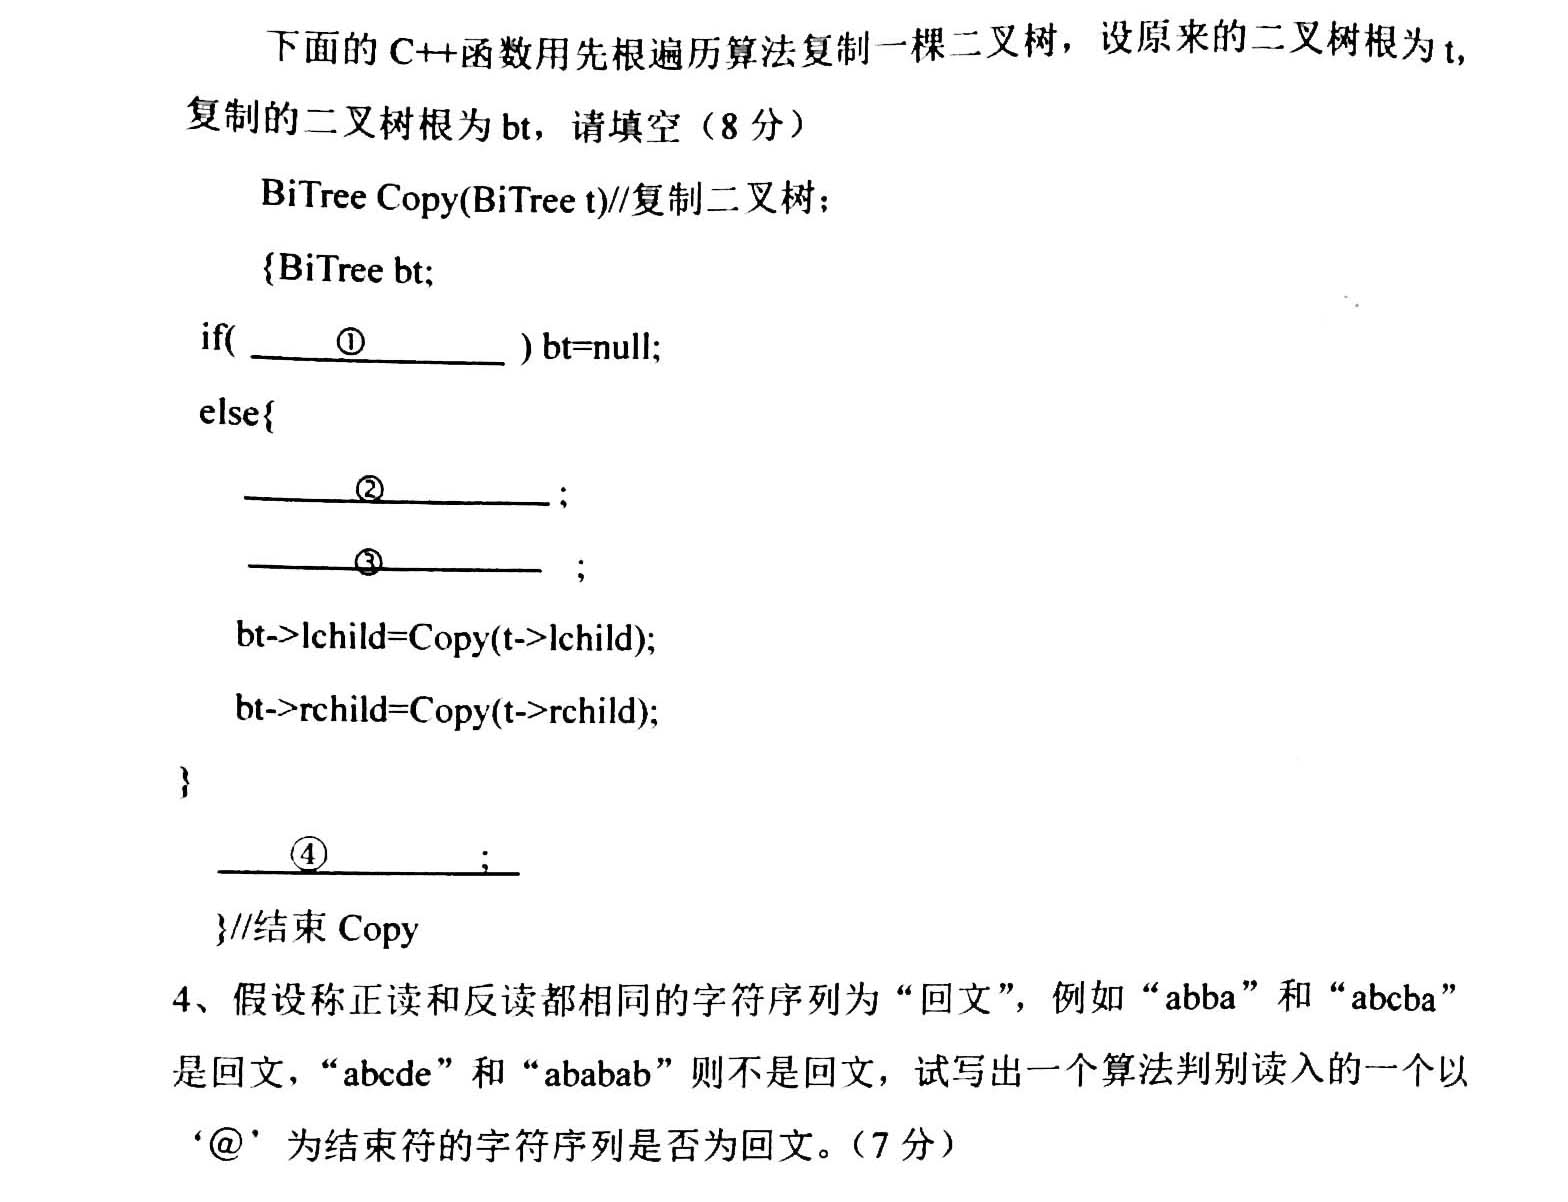 下面的 C++函数用先根遍历算法复制一棵二叉树，设原来的二叉树根为 t,
复制的二叉树根为 bt，请填空（8 分）
BiTree Copy(BiTree t)//复制二叉树；
{BiTree bt;
if( ① ) bt=null;
else{
② ;
③ ;
bt->lchild=Copy(t->lchild);
bt->rchild=Copy(t->rchild);
}
④ ;
}//结束 Copy
4、假设称正读和反读都相同的字符序列为“回文”，例如“abba”和“abcba”
是回文，“abcde”和“ababab”则不是回文，试写出一个算法判别读入的一个以
‘@’为结束符的字符序列是否为回文。（7 分）